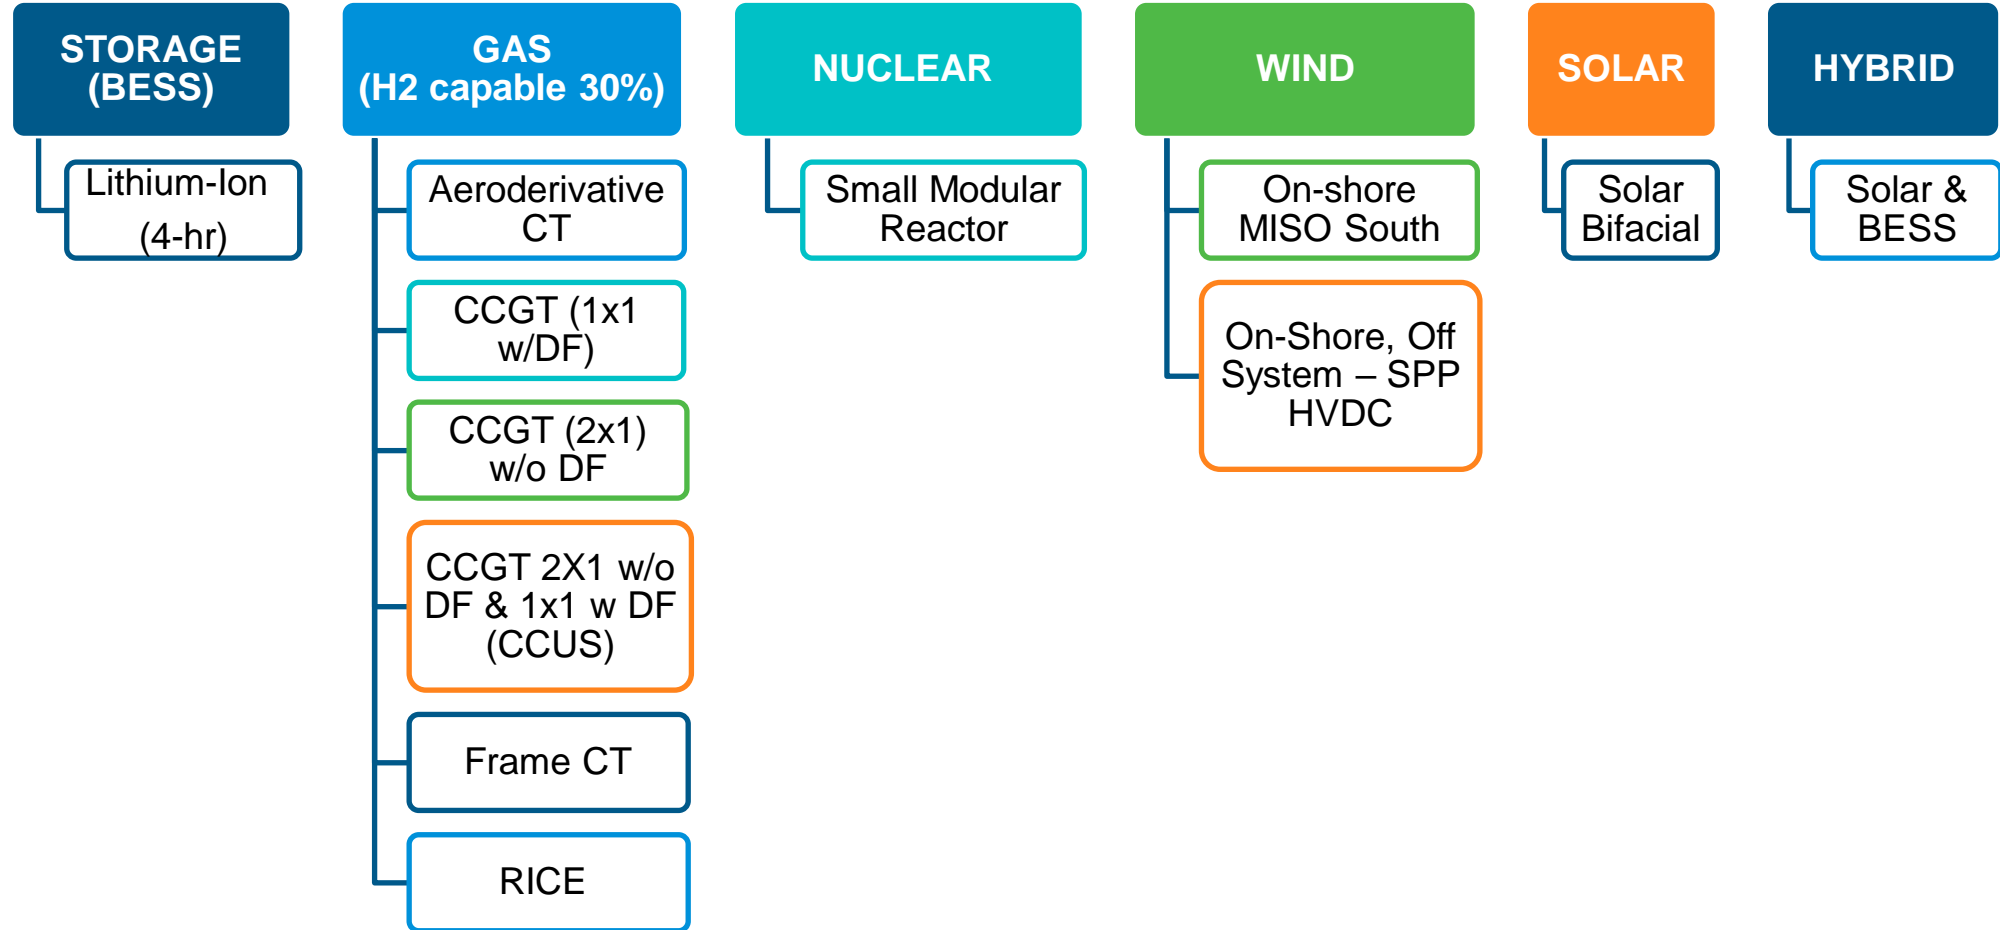 STORAGE
(BESS)
Lithium-Ion
(4-hr)
GAS
(H2 capable 30%)
Aeroderivative
CT
CCGT (1x1
w/DF)
CCGT (2x1)
w/o DF
CCGT 2X1 w/o
DF & 1x1 w DF
(CCUS)
Frame CT
RICE
NUCLEAR
Small Modular
Reactor
WIND
On-shore
MISO South
On-Shore, Off
System – SPP
HVDC
SOLAR
Solar
Bifacial
HYBRID
Solar &
BESS